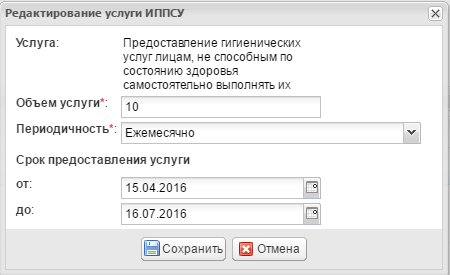 Редактирование услуги ИППСУ
Услуга: Предоставление гигиенических
услуг лицам, не способным по
состоянию здоровья
самостоятельно выполнять их
Объем услуги*: 10
Периодичность*: Ежемесячно
Срок предоставления услуги
от: 15.04.2016
до: 16.07.2016
Сохранить Отмена